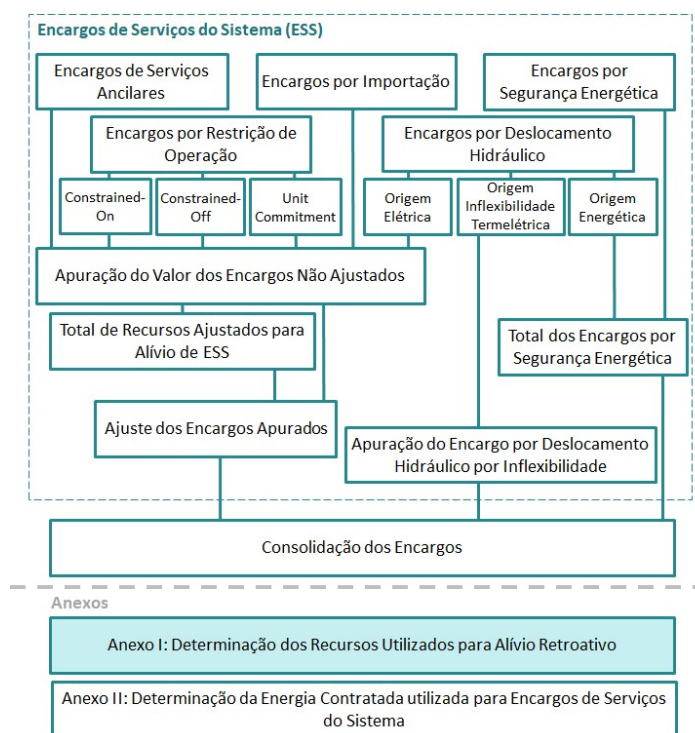 Encargos de Serviços do Sistema (ESS)
Encargos de Serviços
Ancilares
Encargos por Importação
Encargos por
Segurança Energética
Encargos por Restrição de
Operação
Encargos por Deslocamento
Hidráulico
Constrained-
On
Constrained-
Off
Unit
Commitment
Origem
Elétrica
Origem
Inflexibilidade
Termelétrica
Origem
Energética
Apuração do Valor dos Encargos Não Ajustados
Total de Recursos Ajustados para
Alívio de ESS
Total dos Encargos por
Segurança Energética
Ajuste dos Encargos Apurados
Apuração do Encargo por Deslocamento
Hidráulico por Inflexibilidade
Consolidação dos Encargos
Anexos
Anexo I: Determinação dos Recursos Utilizados para Alívio Retroativo
Anexo II: Determinação da Energia Contratada utilizada para Encargos de Serviços
do Sistema